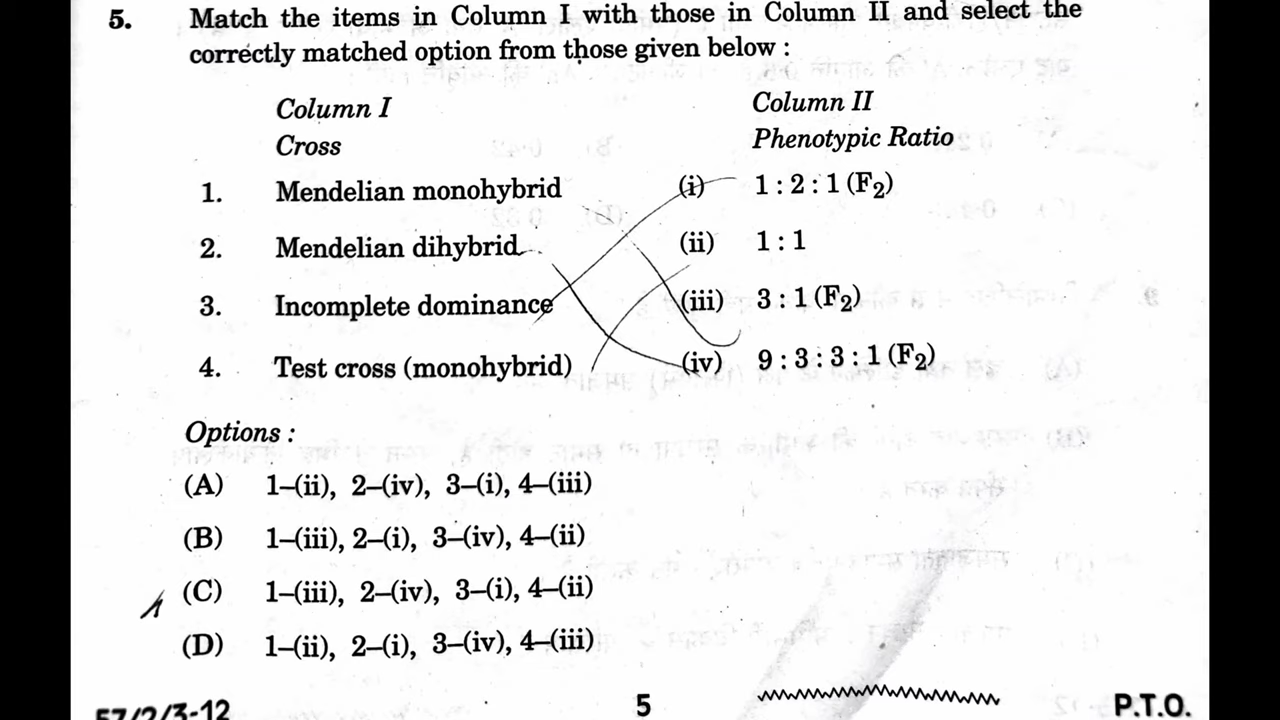 5. Match the items in Column I with those in Column II and select the
correctly matched option from those given below :
Column I Column II
Cross Phenotypic Ratio
1. Mendelian monohybrid (i) 1 : 2 : 1 (F₂)
2. Mendelian dihybrid (ii) 1 : 1
3. Incomplete dominance (iii) 3 : 1 (F₂)
4. Test cross (monohybrid) (iv) 9 : 3 : 3 : 1 (F₂)
Options :
(A) 1–(ii), 2–(iv), 3–(i), 4–(iii)
(B) 1–(iii), 2–(i), 3–(iv), 4–(ii)
(C) 1–(iii), 2–(iv), 3–(i), 4–(ii)
(D) 1–(ii), 2–(i), 3–(iv), 4–(iii)
57/2/3-12 5 P.T.O.